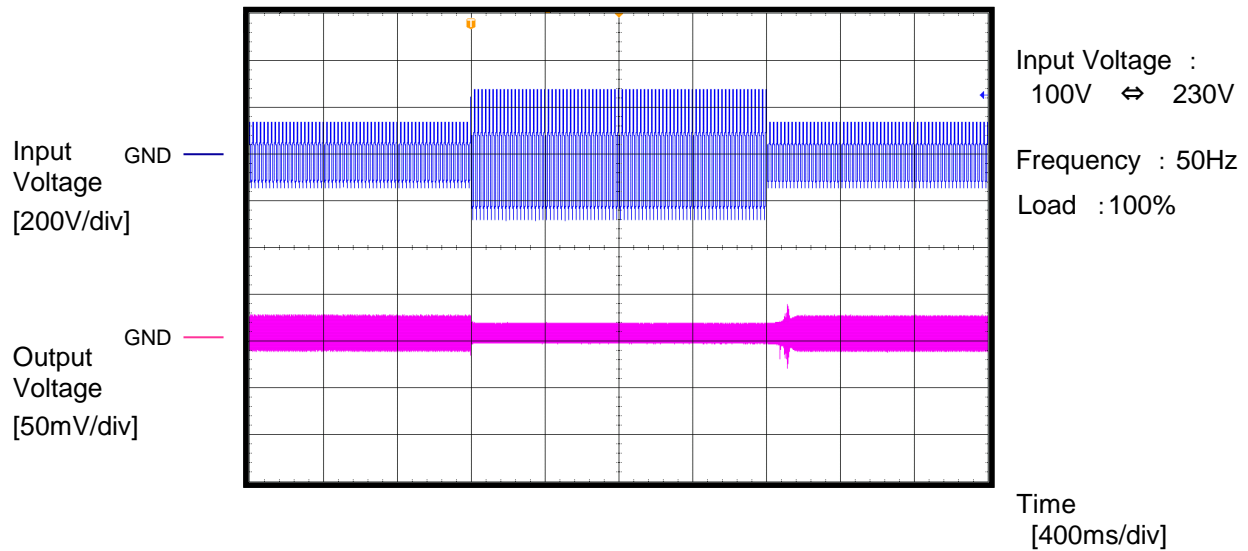 T
Input
Voltage
[200V/div]
GND
Output
Voltage
[50mV/div]
GND
Input Voltage :
100V ⇔ 230V
Frequency : 50Hz
Load :100%
Time
[400ms/div]